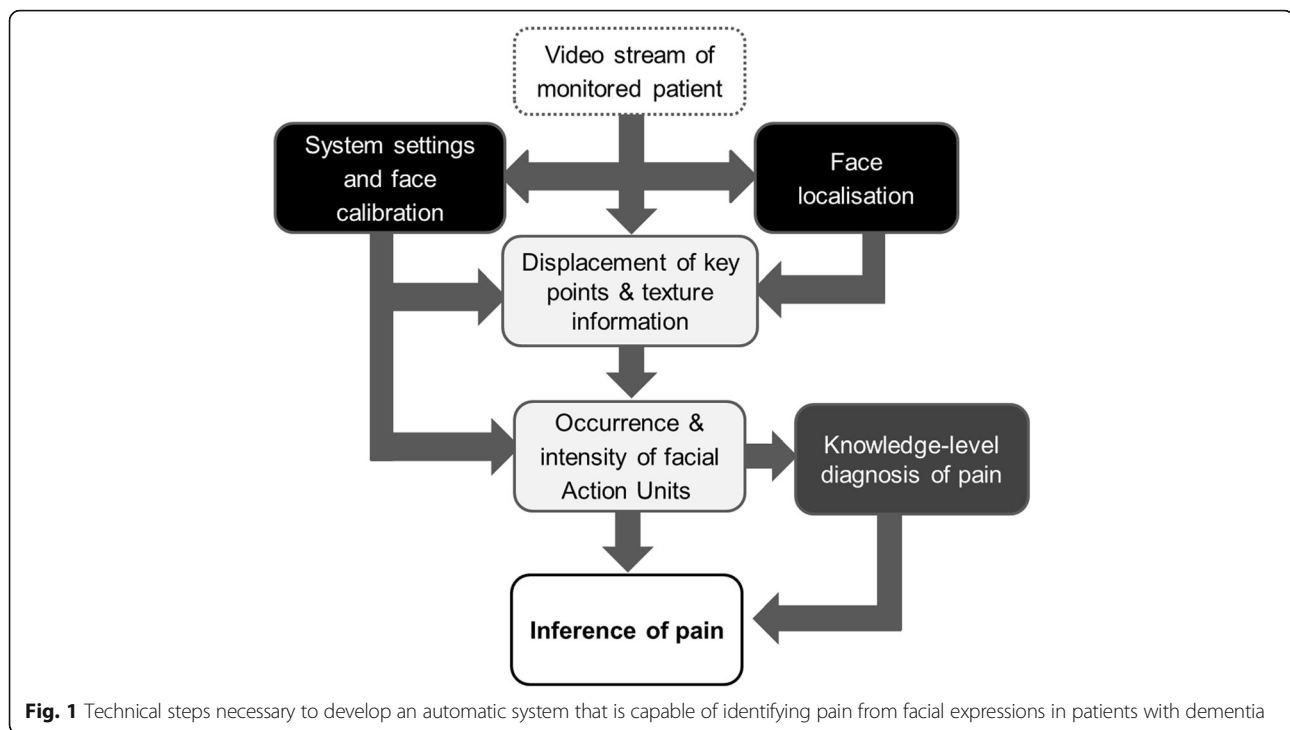 Video stream of
monitored patient
System settings
and face
calibration
Face
localisation
Displacement of key
points & texture
information
Occurrence &
intensity of facial
Action Units
Knowledge-level
diagnosis of pain
Inference of pain
Fig. 1 Technical steps necessary to develop an automatic system that is capable of identifying pain from facial expressions in patients with dementia